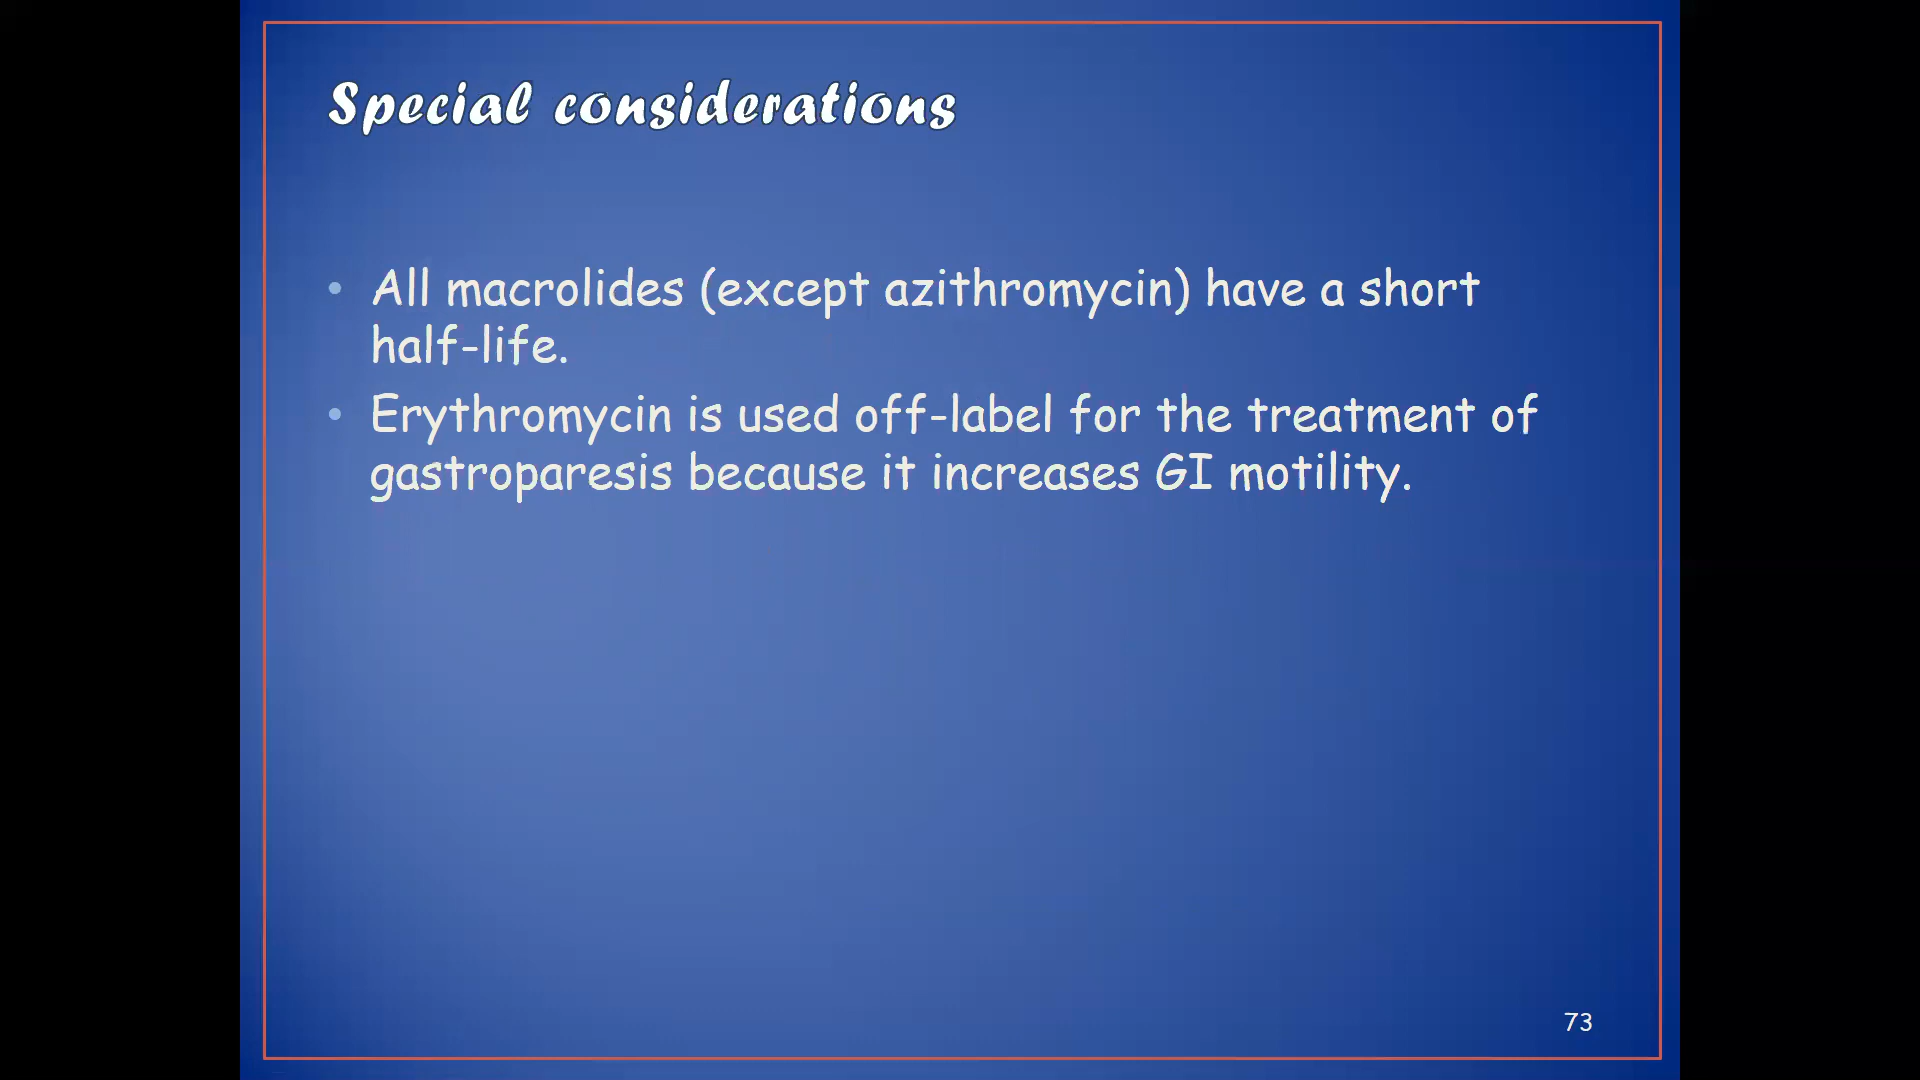 Special considerations
• All macrolides (except azithromycin) have a short
half-life.
• Erythromycin is used off-label for the treatment of
gastroparesis because it increases GI motility.
73